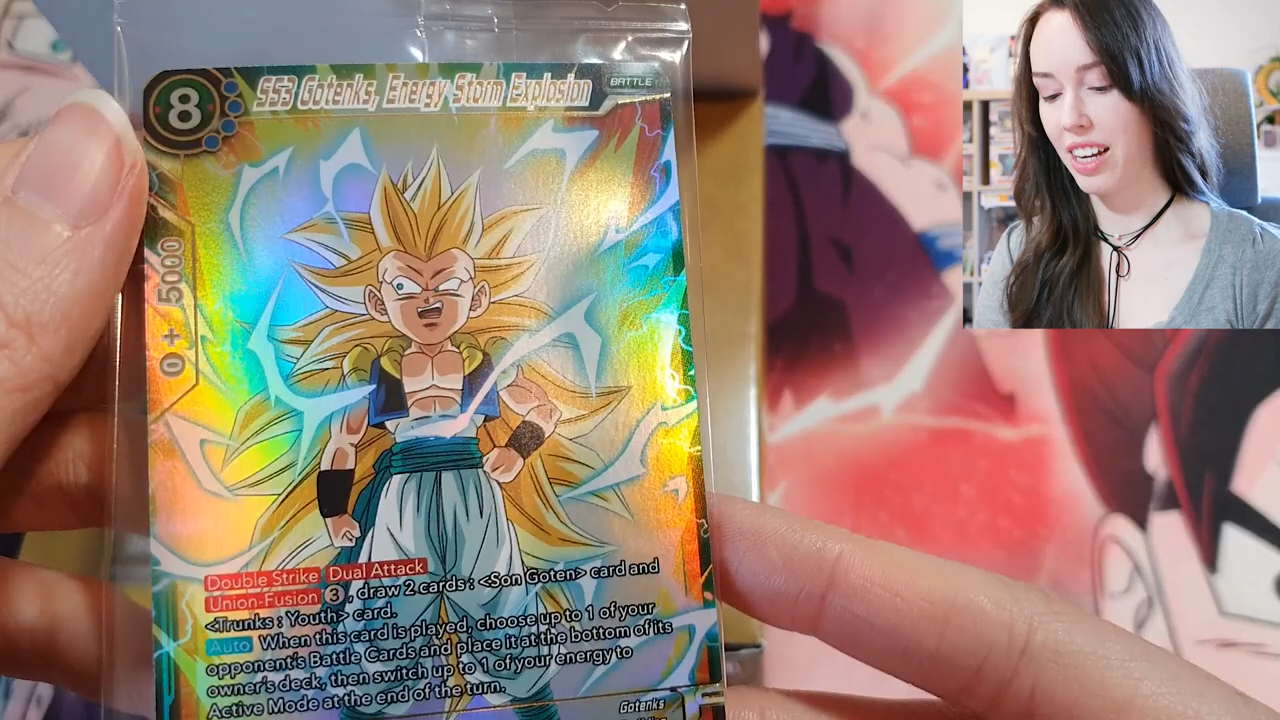 8
SS3 Gotenks, Energy Storm Explosion
BATTLE
0 + 5000
Double Strike Dual Attack
Union-Fusion 3, draw 2 cards : <Son Goten> card and
<Trunks : Youth> card.
Auto When this card is played, choose up to 1 of your
opponent's Battle Cards and place it at the bottom of its
owner's deck, then switch up to 1 of your energy to
Active Mode at the end of the turn.
Gotenks